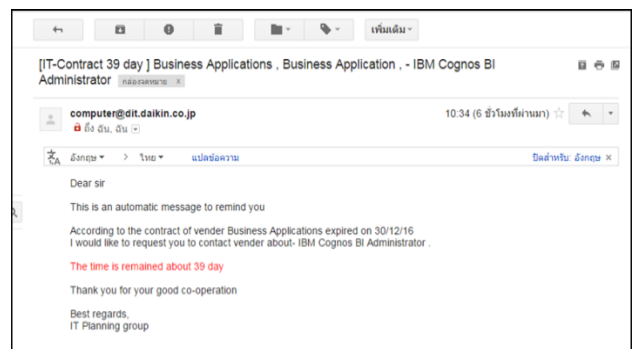 เพิ่มเติม
[IT-Contract 39 day ] Business Applications , Business Application , - IBM Cognos BI
Administrator กล่องจดหมาย x
computer@dit.daikin.co.jp 10:34 (6 ชั่วโมงที่ผ่านมา)
ถึง ฉัน, ฉัน
อังกฤษ > ไทย แปลข้อความ ปิดสำหรับ: อังกฤษ x
Dear sir
This is an automatic message to remind you
According to the contract of vender Business Applications expired on 30/12/16
I would like to request you to contact vender about- IBM Cognos BI Administrator .
The time is remained about 39 day
Thank you for your good co-operation
Best regards,
IT Planning group